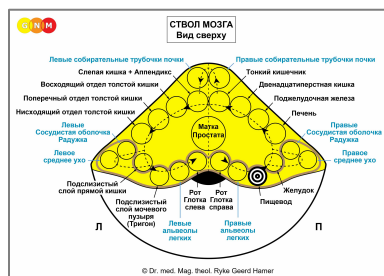 GNM
СТВОЛ МОЗГА
Вид сверху
Левые собирательные трубочки почки
Правые собирательные трубочки почки
Слепая кишка + Аппендикс
Тонкий кишечник
Восходящий отдел толстой кишки
Двенадцатиперстная кишка
Поперечный отдел толстой кишки
Поджелудочная железа
Нисходящий отдел толстой кишки
Печень
Матка
Простата
Левые
Сосудистая оболочка
Радужка
Правые
Сосудистая оболочка
Радужка
Левое
среднее ухо
Правое
среднее ухо
Подслизистый
слой прямой кишки
Рот
Глотка
слева
Рот
Глотка
справа
Желудок
Подслизистый
слой мочевого
пузыря
(Тригон)
Пищевод
Левые
альвеолы
легких
Правые
альвеолы
легких
Л
П
© Dr. med. Mag. theol. Ryke Geerd Hamer